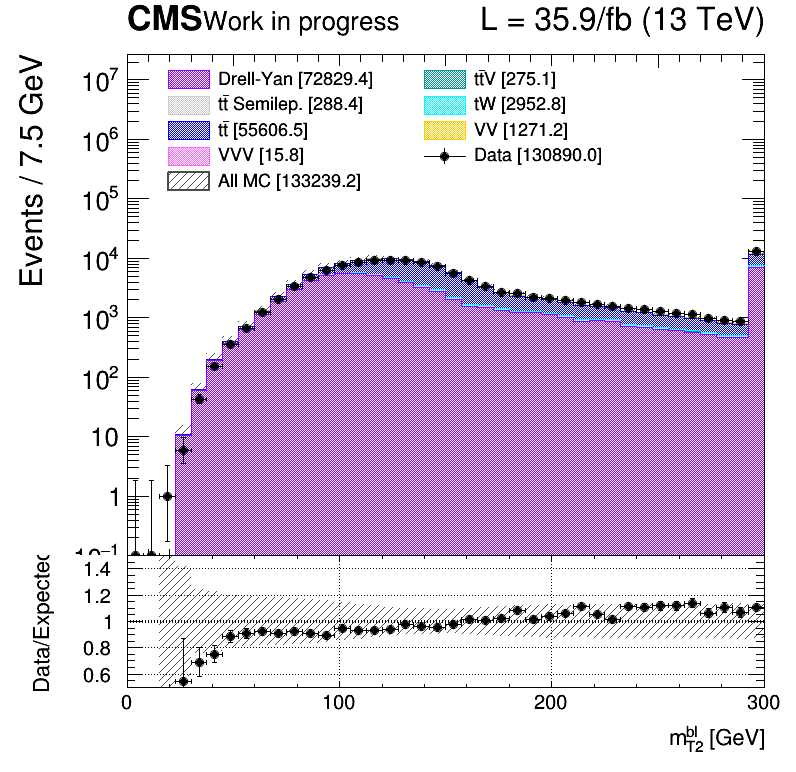 CMS Work in progress L = 35.9/fb (13 TeV)
Events / 7.5 GeV
Drell-Yan [72829.4]
tt̄ Semilep. [288.4]
tt̄ [55606.5]
VVV [15.8]
All MC [133239.2]
tt̄V [275.1]
tW [2952.8]
VV [1271.2]
Data [130890.0]
10⁷
10⁶
10⁵
10⁴
10³
10²
10
1
10⁻¹
Data/Expected
1.4
1.2
1
0.8
0.6
0 100 200 300
m_{T2}^{bl} [GeV]